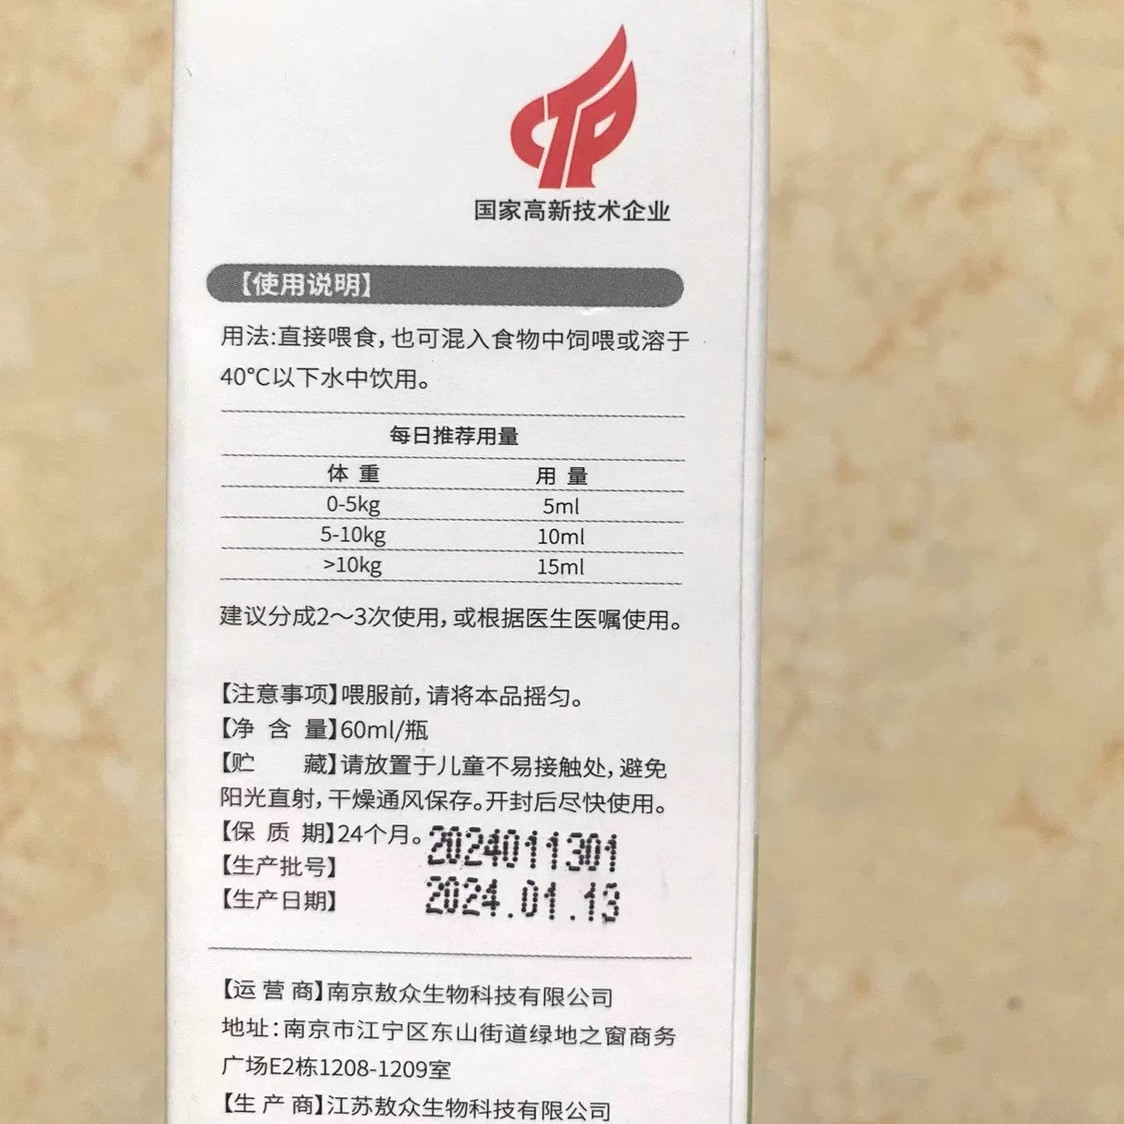 CTP
国家高新技术企业
【使用说明】
用法:直接喂食,也可混入食物中饲喂或溶于
40℃以下水中饮用。
每日推荐用量
体 重 用 量
0-5kg 5ml
5-10kg 10ml
>10kg 15ml
建议分成2～3次使用,或根据医生医嘱使用。
【注意事项】喂服前,请将本品摇匀。
【净 含 量】60ml/瓶
【贮 藏】请放置于儿童不易接触处,避免
阳光直射,干燥通风保存。开封后尽快使用。
【保 质 期】24个月。
【生产批号】 2024011301
【生产日期】 2024.01.13
【运 营 商】南京敖众生物科技有限公司
地址:南京市江宁区东山街道绿地之窗商务
广场E2栋1208-1209室
【生 产 商】江苏敖众生物科技有限公司